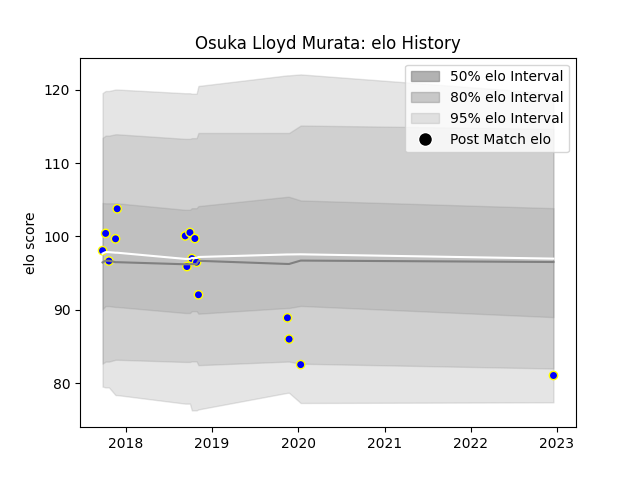 Osuka Lloyd Murata: elo History
120
110
100
90
80
elo score
50% elo Interval
80% elo Interval
95% elo Interval
Post Match elo
2018 2019 2020 2021 2022 2023